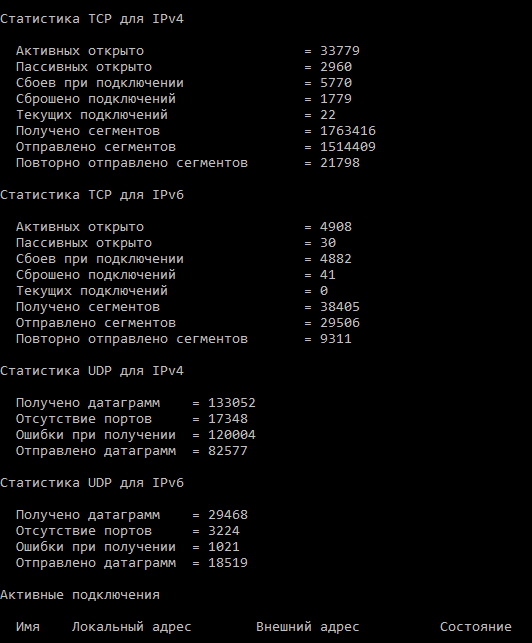 Статистика TCP для IPv4
Активных открыто = 33779
Пассивных открыто = 2960
Сбоев при подключении = 5770
Сброшено подключений = 1779
Текущих подключений = 22
Получено сегментов = 1763416
Отправлено сегментов = 1514409
Повторно отправлено сегментов = 21798
Статистика TCP для IPv6
Активных открыто = 4908
Пассивных открыто = 30
Сбоев при подключении = 4882
Сброшено подключений = 41
Текущих подключений = 0
Получено сегментов = 38405
Отправлено сегментов = 29506
Повторно отправлено сегментов = 9311
Статистика UDP для IPv4
Получено датаграмм = 133052
Отсутствие портов = 17348
Ошибки при получении = 120004
Отправлено датаграмм = 82577
Статистика UDP для IPv6
Получено датаграмм = 29468
Отсутствие портов = 3224
Ошибки при получении = 1021
Отправлено датаграмм = 18519
Активные подключения
Имя Локальный адрес Внешний адрес Состояние